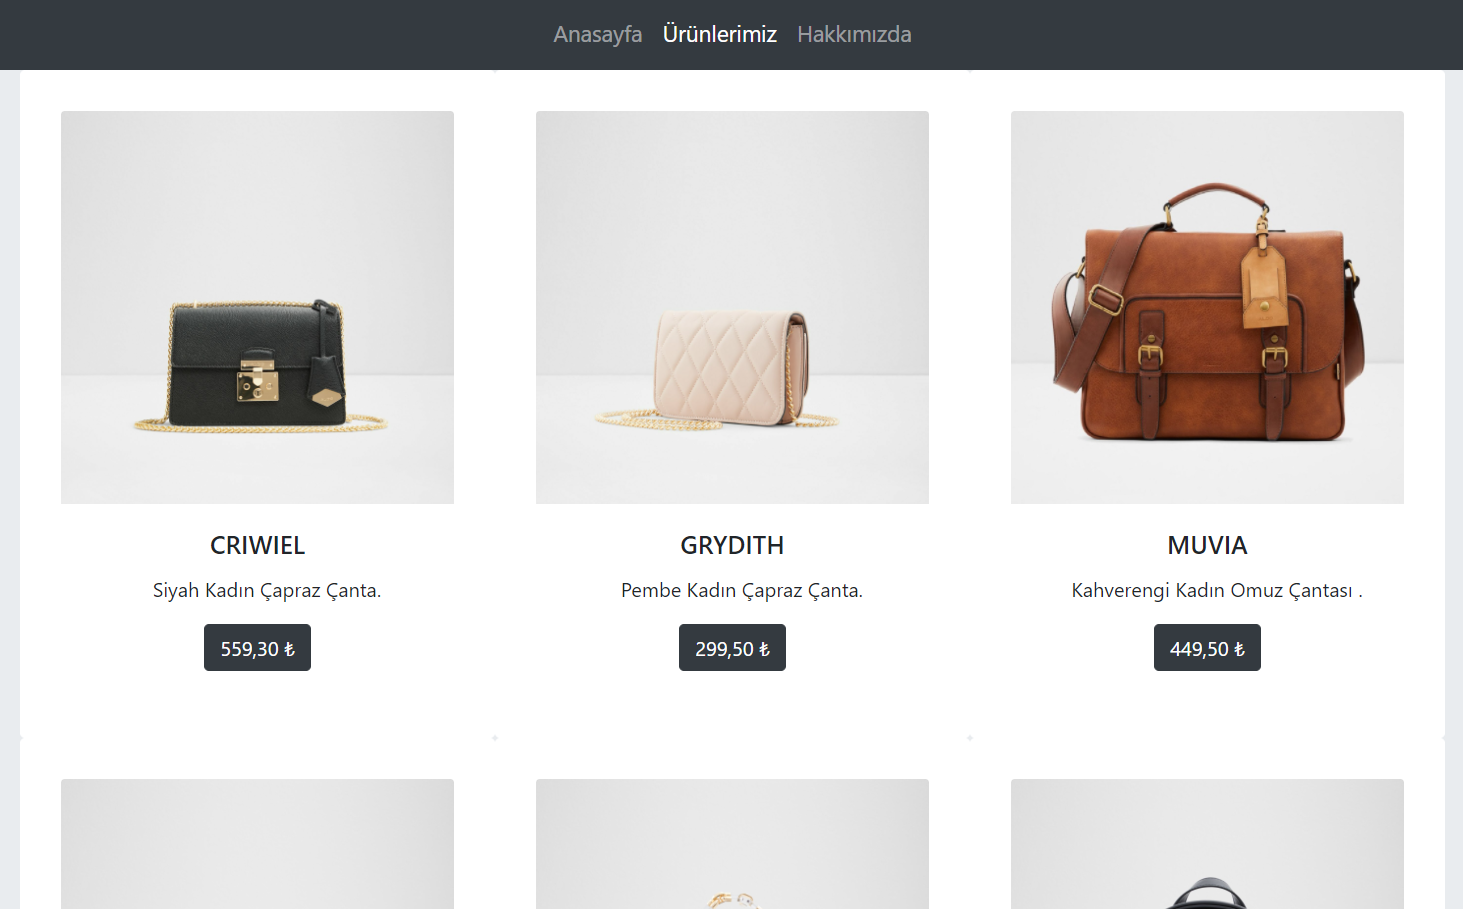 Anasayfa Ürünlerimiz Hakkımızda
CRIWIEL
Siyah Kadın Çapraz Çanta.
559,30 ₺
GRYDITH
Pembe Kadın Çapraz Çanta.
299,50 ₺
MUVIA
Kahverengi Kadın Omuz Çantası .
449,50 ₺